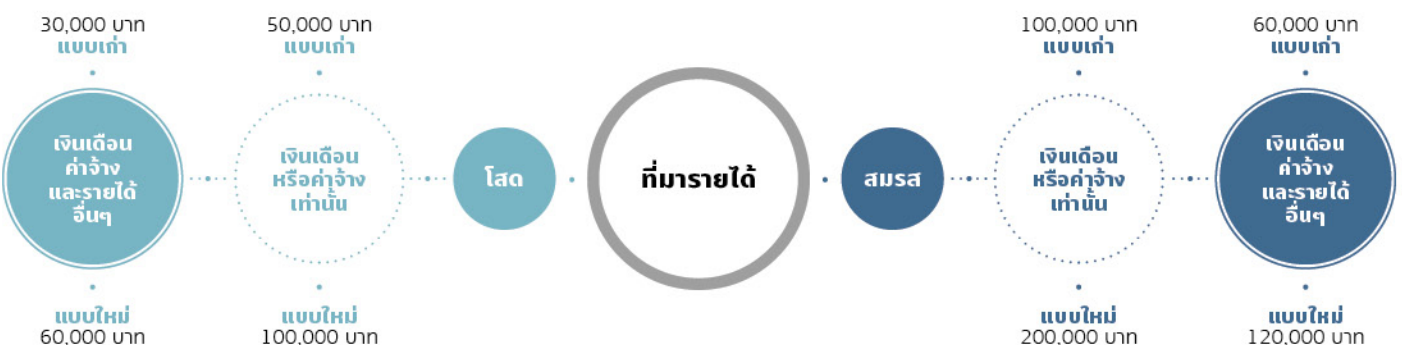 30,000 บาท
แบบเก่า
เงินเดือน
ค่าจ้าง
และรายได้
อื่นๆ
แบบใหม่
60,000 บาท
50,000 บาท
แบบเก่า
เงินเดือน
หรือค่าจ้าง
เท่านั้น
แบบใหม่
100,000 บาท
โสด
ที่มารายได้
สมรส
100,000 บาท
แบบเก่า
เงินเดือน
หรือค่าจ้าง
เท่านั้น
แบบใหม่
200,000 บาท
60,000 บาท
แบบเก่า
เงินเดือน
ค่าจ้าง
และรายได้
อื่นๆ
แบบใหม่
120,000 บาท